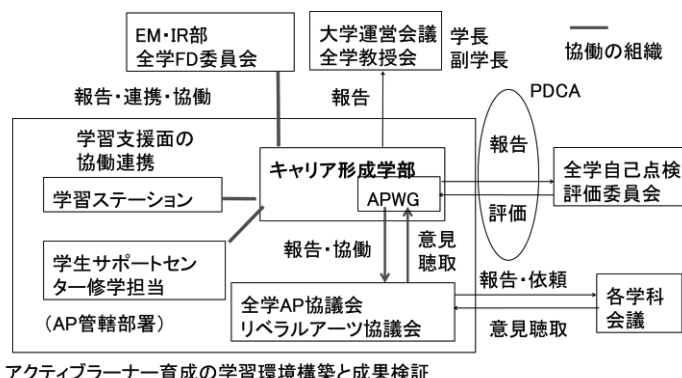 EM・IR部
全学FD委員会
大学運営会議
全学教授会
学長
副学長
協働の組織
報告・連携・協働
報告
PDCA
学習支援面の
協働連携
キャリア形成学部
APWG
報告
評価
全学自己点検
評価委員会
学習ステーション
学生サポートセン
ター修学担当
(AP管轄部署)
報告・協働
意見
聴取
全学AP協議会
リベラルアーツ協議会
報告・依頼
意見聴取
各学科
会議
アクティブラーナー育成の学習環境構築と成果検証